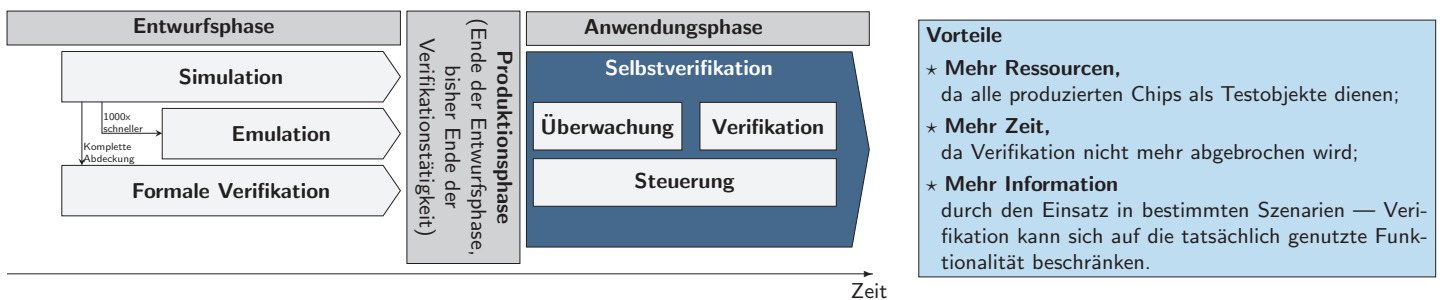 Entwurfsphase
Simulation
1000x
schneller
Emulation
Komplette
Abdeckung
Formale Verifikation
Produktionsphase
(Ende der Entwurfsphase,
bisher Ende der
Verifikationstätigkeit)
Anwendungsphase
Selbstverifikation
Überwachung
Verifikation
Steuerung
Zeit
Vorteile
⋆ Mehr Ressourcen,
da alle produzierten Chips als Testobjekte dienen;
⋆ Mehr Zeit,
da Verifikation nicht mehr abgebrochen wird;
⋆ Mehr Information
durch den Einsatz in bestimmten Szenarien — Veri-
fikation kann sich auf die tatsächlich genutzte Funk-
tionalität beschränken.